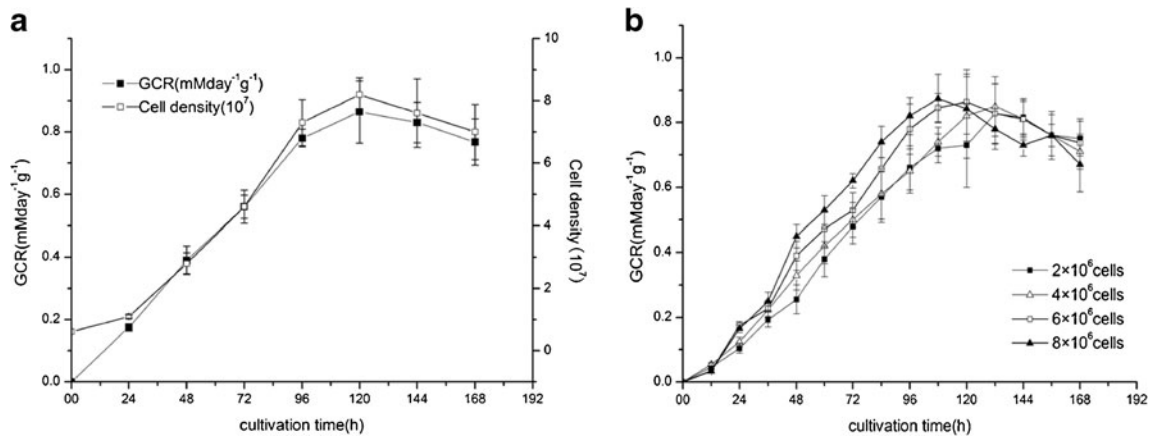 a
GCR(mMday⁻¹g⁻¹)
1.0
0.8
0.6
0.4
0.2
0.0
GCR(mMday⁻¹g⁻¹)
Cell density(10⁷)
10
8
6
4
2
0
Cell density (10⁷)
00 24 48 72 96 120 144 168 192
cultivation time(h)
b
GCR(mMday⁻¹g⁻¹)
1.0
0.8
0.6
0.4
0.2
0.0
2×10⁶cells
4×10⁶cells
6×10⁶cells
8×10⁶cells
00 24 48 72 96 120 144 168 192
cultivation time(h)